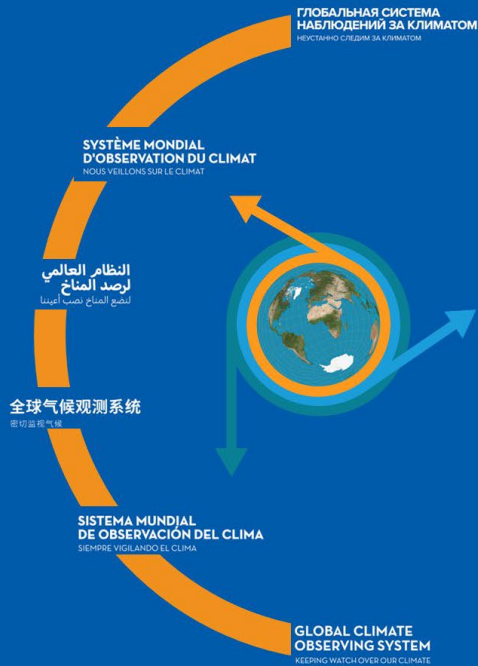 ГЛОБАЛЬНАЯ СИСТЕМА
НАБЛЮДЕНИЙ ЗА КЛИМАТОМ
НЕУСТАННО СЛЕДИМ ЗА КЛИМАТОМ
SYSTÈME MONDIAL
D'OBSERVATION DU CLIMAT
NOUS VEILLONS SUR LE CLIMAT
النظام العالمي
لرصد المناخ
لنضع المناخ نصب أعيننا
全球气候观测系统
密切监视气候
SISTEMA MUNDIAL
DE OBSERVACIÓN DEL CLIMA
SIEMPRE VIGILANDO EL CLIMA
GLOBAL CLIMATE
OBSERVING SYSTEM
KEEPING WATCH OVER OUR CLIMATE